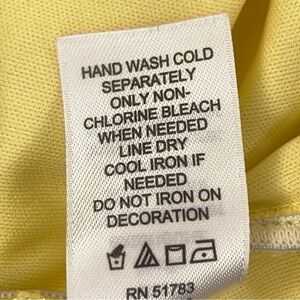 HAND WASH COLD
SEPARATELY
ONLY NON-
CHLORINE BLEACH
WHEN NEEDED
LINE DRY
COOL IRON IF
NEEDED
DO NOT IRON ON
DECORATION
RN 51783